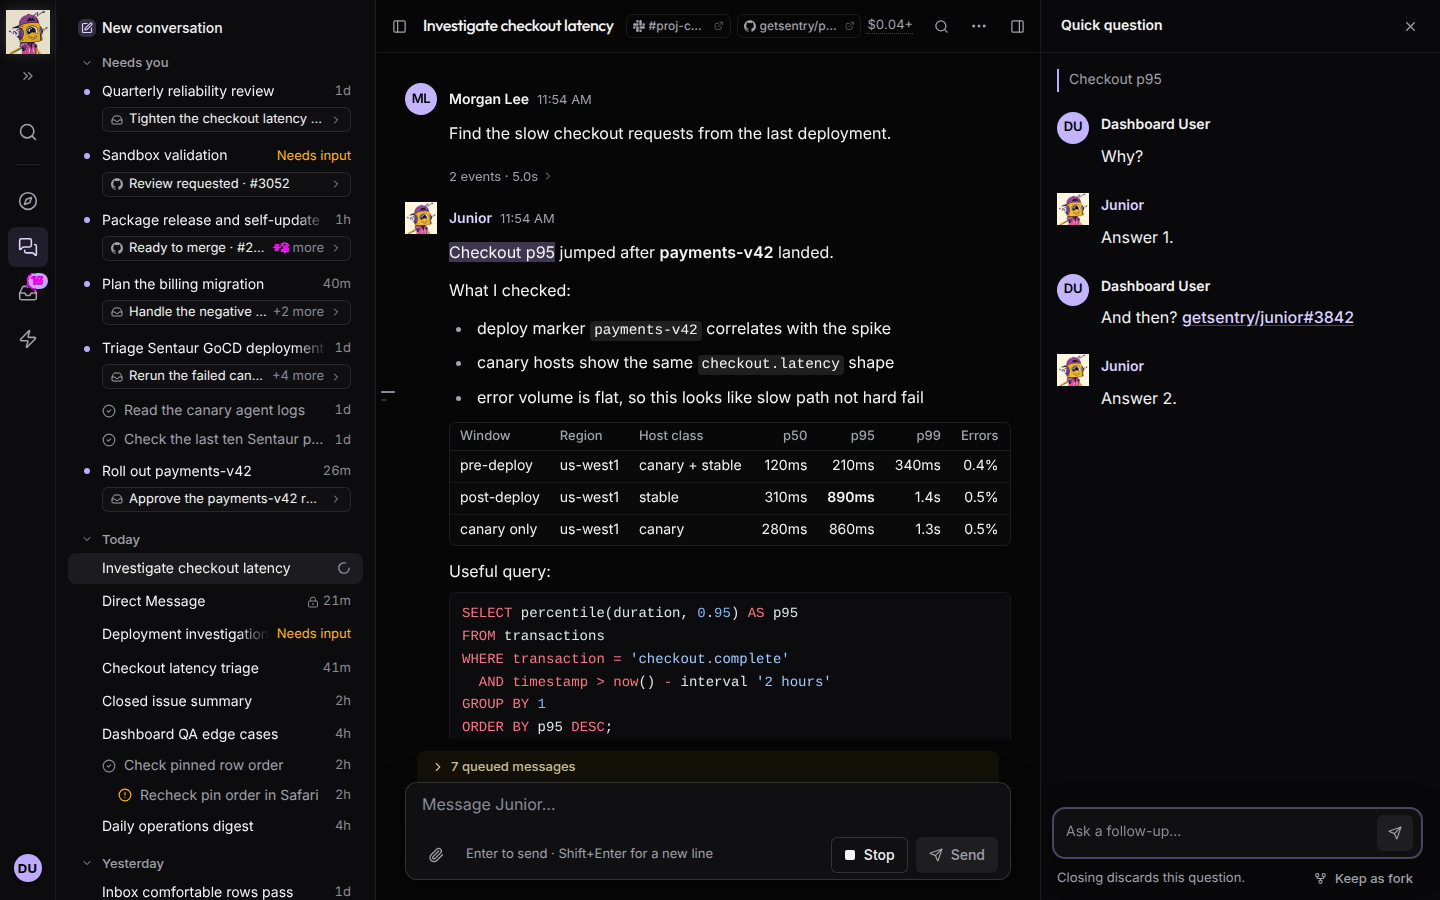 New conversation
Needs you
Quarterly reliability review 1d
Tighten the checkout latency ...
Sandbox validation Needs input
Review requested · #3052
Package release and self-update 1h
Ready to merge · #2... more
Plan the billing migration 40m
Handle the negative ... +2 more
Triage Sentaur GoCD deployment 1d
Rerun the failed can... +4 more
Read the canary agent logs 1d
Check the last ten Sentaur p... 1d
Roll out payments-v42 26m
Approve the payments-v42 r...
Today
Investigate checkout latency
Direct Message 21m
Deployment investigation Needs input
Checkout latency triage 41m
Closed issue summary 2h
Dashboard QA edge cases 4h
Check pinned row order 2h
Recheck pin order in Safari 2h
Daily operations digest 4h
Yesterday
Inbox comfortable rows pass 1d
DU
Investigate checkout latency #proj-c... getsentry/p... $0.04+
ML Morgan Lee 11:54 AM
Find the slow checkout requests from the last deployment.
2 events · 5.0s
Junior 11:54 AM
Checkout p95 jumped after payments-v42 landed.
What I checked:
• deploy marker payments-v42 correlates with the spike
• canary hosts show the same checkout.latency shape
• error volume is flat, so this looks like slow path not hard fail
Window Region Host class p50 p95 p99 Errors
pre-deploy us-west1 canary + stable 120ms 210ms 340ms 0.4%
post-deploy us-west1 stable 310ms 890ms 1.4s 0.5%
canary only us-west1 canary 280ms 860ms 1.3s 0.5%
Useful query:
SELECT percentile(duration, 0.95) AS p95
FROM transactions
WHERE transaction = 'checkout.complete'
AND timestamp > now() - interval '2 hours'
GROUP BY 1
ORDER BY p95 DESC;
7 queued messages
Message Junior...
Enter to send · Shift+Enter for a new line
Stop
Send
Quick question
Checkout p95
DU Dashboard User
Why?
Junior
Answer 1.
DU Dashboard User
And then? getsentry/junior#3842
Junior
Answer 2.
Ask a follow-up...
Closing discards this question. Keep as fork